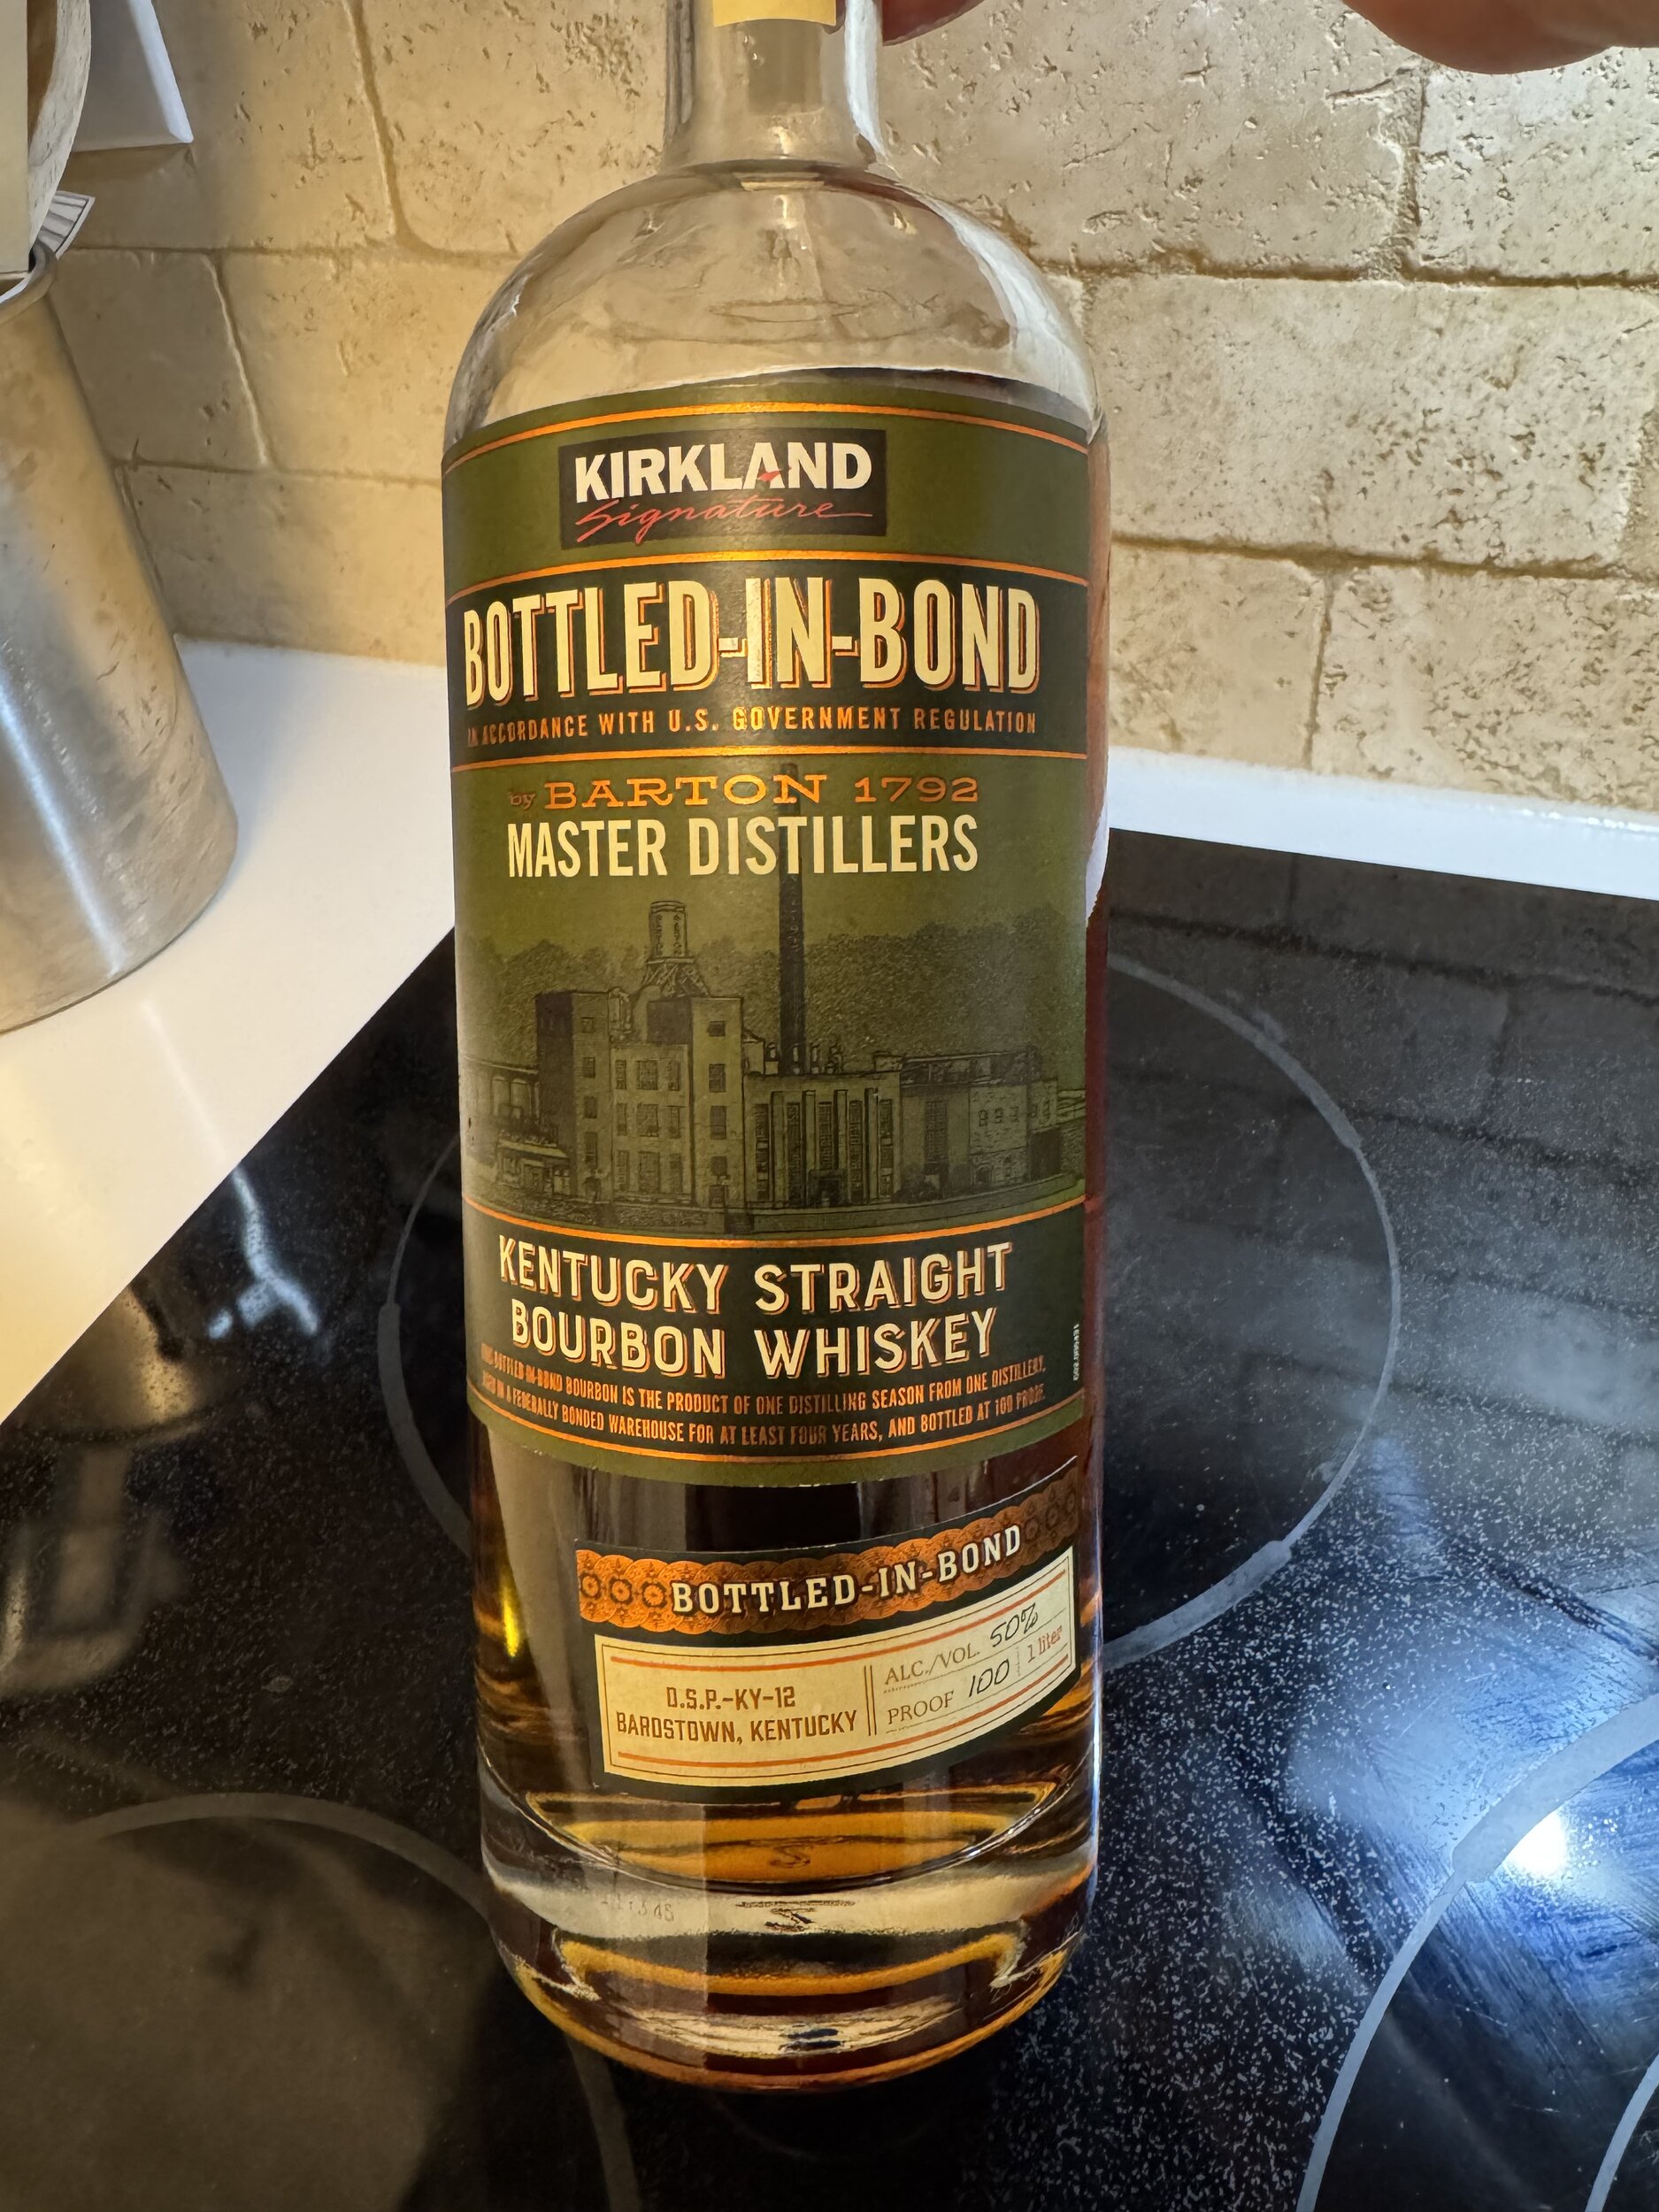 KIRKLAND
Signature
BOTTLED-IN-BOND
IN ACCORDANCE WITH U.S. GOVERNMENT REGULATION
by BARTON 1792
MASTER DISTILLERS
KENTUCKY STRAIGHT
BOURBON WHISKEY
BOTTLED-IN-BOND BOURBON IS THE PRODUCT OF ONE DISTILLING SEASON FROM ONE DISTILLERY,
IN A FEDERALLY BONDED WAREHOUSE FOR AT LEAST FOUR YEARS, AND BOTTLED AT 100 PROOF.
BOTTLED-IN-BOND
D.S.P.-KY-12
BARDSTOWN, KENTUCKY
ALC./VOL. 50%
PROOF 100 1 liter